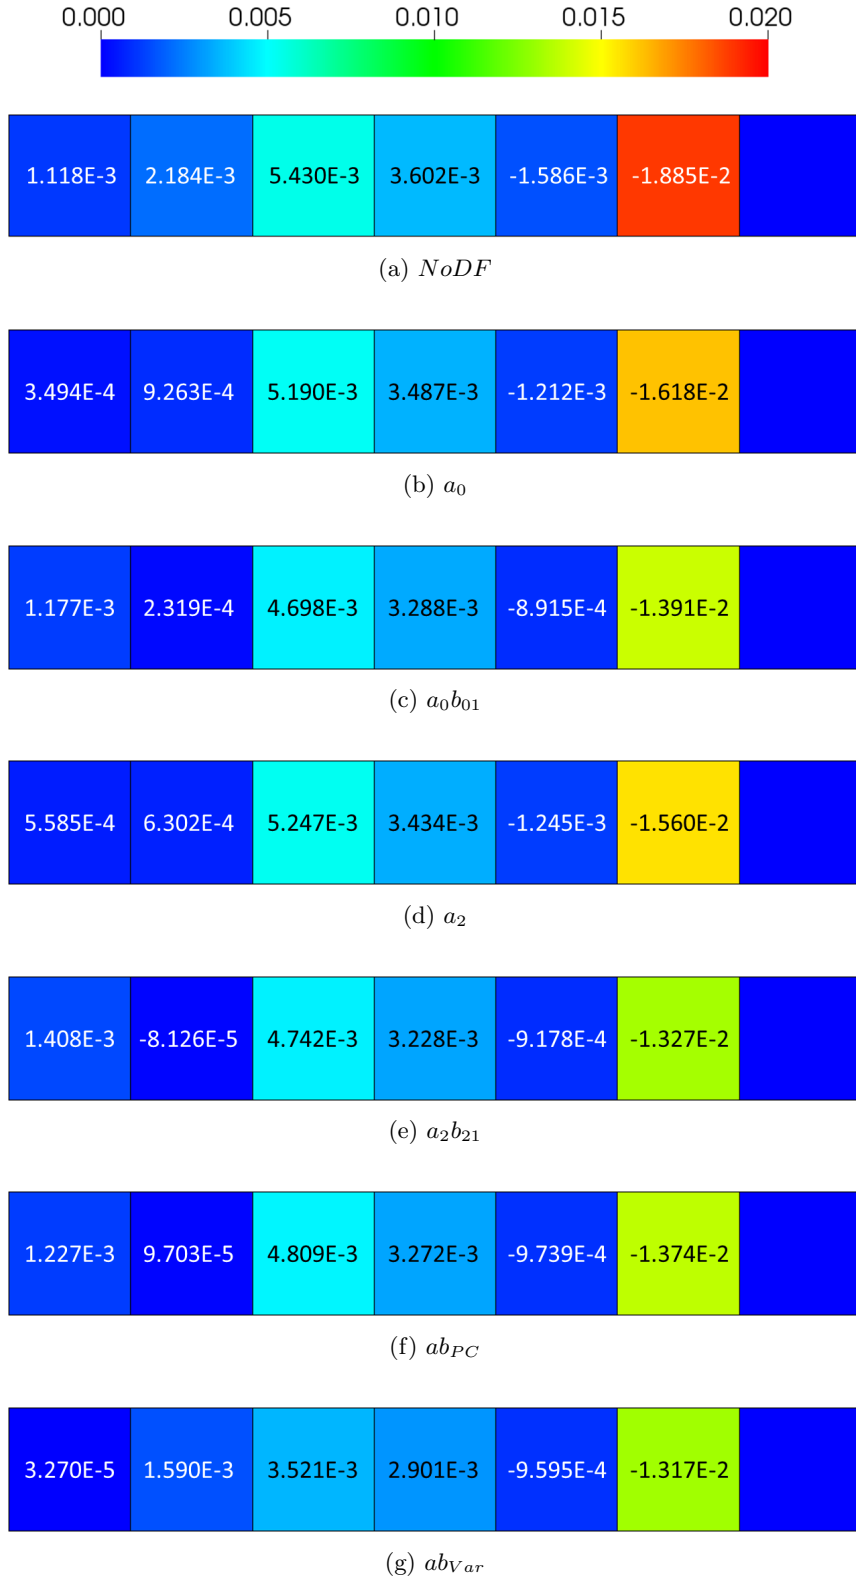 0.000 0.005 0.010 0.015 0.020
1.118E-3 2.184E-3 5.430E-3 3.602E-3 -1.586E-3 -1.885E-2
(a) NoDF
3.494E-4 9.263E-4 5.190E-3 3.487E-3 -1.212E-3 -1.618E-2
(b) a₀
1.177E-3 2.319E-4 4.698E-3 3.288E-3 -8.915E-4 -1.391E-2
(c) a₀b₀₁
5.585E-4 6.302E-4 5.247E-3 3.434E-3 -1.245E-3 -1.560E-2
(d) a₂
1.408E-3 -8.126E-5 4.742E-3 3.228E-3 -9.178E-4 -1.327E-2
(e) a₂b₂₁
1.227E-3 9.703E-5 4.809E-3 3.272E-3 -9.739E-4 -1.374E-2
(f) ab_PC
3.270E-5 1.590E-3 3.521E-3 2.901E-3 -9.595E-4 -1.317E-2
(g) ab_Var